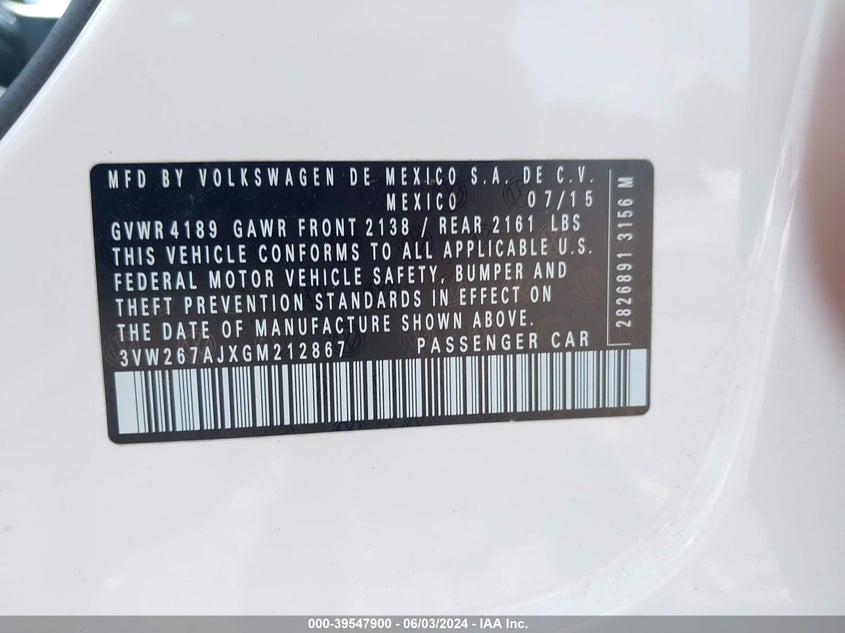 MFD BY VOLKSWAGEN DE MEXICO S.A. DE C.V.
MEXICO 07/15
GVWR 4189 GAWR FRONT 2138 / REAR 2161 LBS
THIS VEHICLE CONFORMS TO ALL APPLICABLE U.S.
FEDERAL MOTOR VEHICLE SAFETY, BUMPER AND
THEFT PREVENTION STANDARDS IN EFFECT ON
THE DATE OF MANUFACTURE SHOWN ABOVE.
3VW267AJXGM212867 PASSENGER CAR
2826891 3156 M
000-39547900 - 06/03/2024 - IAA Inc.